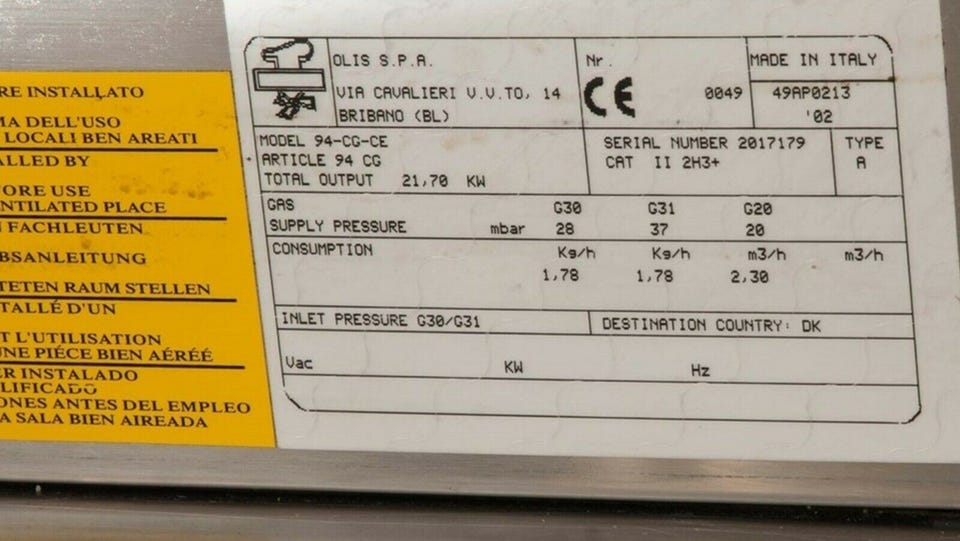 RE INSTALLATO
MA DELL'USO
LOCALI BEN AREATI
ALLED BY
ORE USE
NTILATED PLACE
FACHLEUTEN
BSANLEITUNG
TETEN RAUM STELLEN
TALLÉ D'UN
T L'UTILISATION
UNE PIÉCE BIEN AÉRÉÉ
ER INSTALADO
LIFICADO
ONES ANTES DEL EMPLEO
A SALA BIEN AIREADA
OLIS S.P.A.
VIA CAVALIERI V.V.TO, 14
BRIBANO (BL)
Nr.
CE 0049
MADE IN ITALY
49AP0213
'02
MODEL 94-CG-CE
ARTICLE 94 CG
TOTAL OUTPUT 21,70 KW
SERIAL NUMBER 2017179
CAT II 2H3+
TYPE
A
GAS G30 G31 G20
SUPPLY PRESSURE mbar 28 37 20
CONSUMPTION Kg/h Kg/h m3/h m3/h
1,78 1,78 2,30
INLET PRESSURE G30/G31 DESTINATION COUNTRY: DK
Vac KW Hz